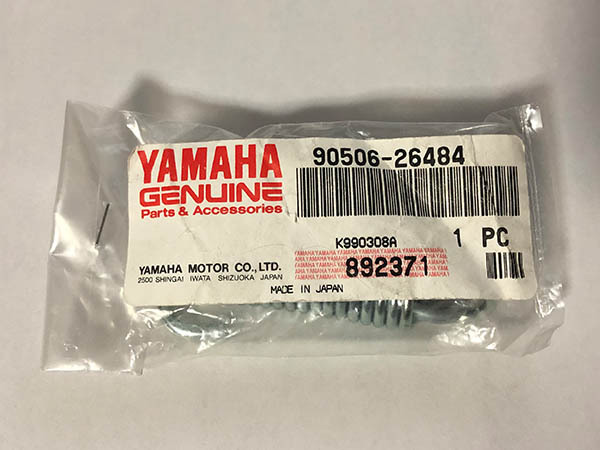 YAMAHA
GENUINE
Parts & Accessories
YAMAHA MOTOR CO.,LTD.
2500 SHINGAI IWATA SHIZUOKA JAPAN
90506-26484
K990308A
1 PC
892371
MADE IN JAPAN